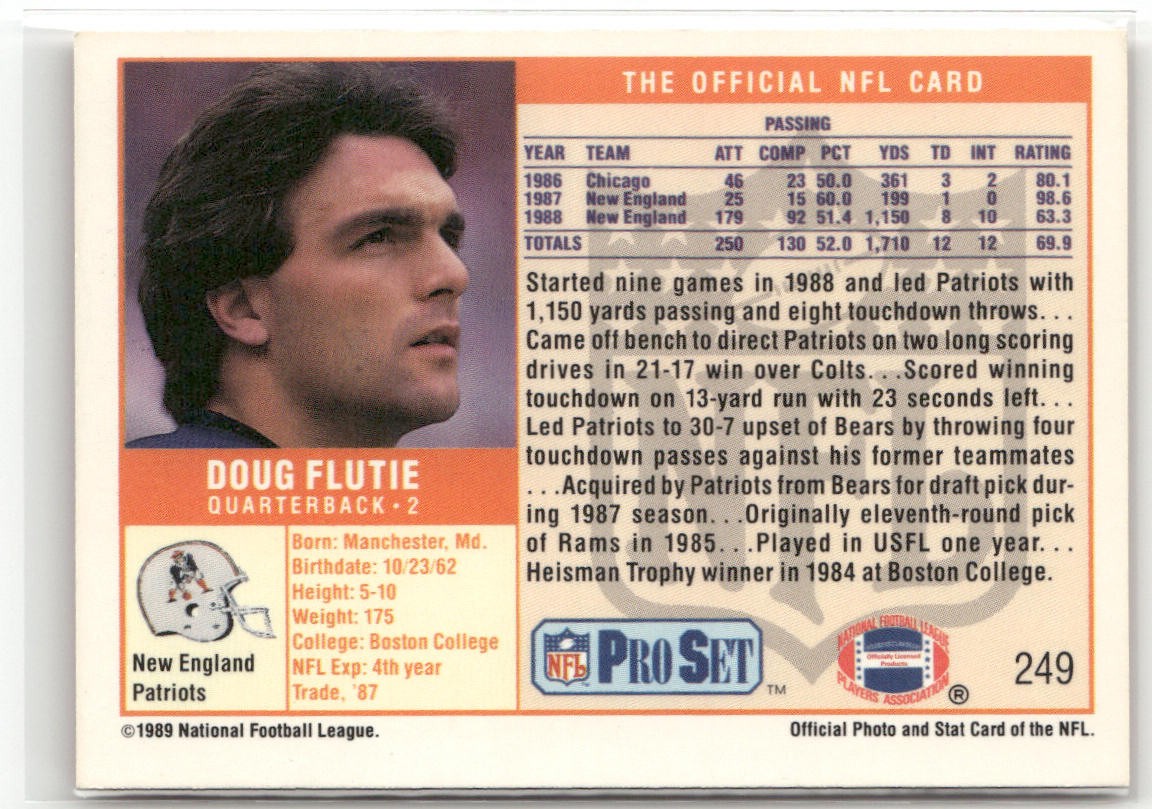 THE OFFICIAL NFL CARD
PASSING
YEAR TEAM ATT COMP PCT YDS TD INT RATING
1986 Chicago 46 23 50.0 361 3 2 80.1
1987 New England 25 15 60.0 199 1 0 98.6
1988 New England 179 92 51.4 1,150 8 10 63.3
TOTALS 250 130 52.0 1,710 12 12 69.9
Started nine games in 1988 and led Patriots with
1,150 yards passing and eight touchdown throws...
Came off bench to direct Patriots on two long scoring
drives in 21-17 win over Colts...Scored winning
touchdown on 13-yard run with 23 seconds left...
Led Patriots to 30-7 upset of Bears by throwing four
touchdown passes against his former teammates
...Acquired by Patriots from Bears for draft pick dur-
ing 1987 season...Originally eleventh-round pick
of Rams in 1985...Played in USFL one year...
Heisman Trophy winner in 1984 at Boston College.
DOUG FLUTIE
QUARTERBACK • 2
Born: Manchester, Md.
Birthdate: 10/23/62
Height: 5-10
Weight: 175
College: Boston College
NFL Exp: 4th year
Trade, '87
New England
Patriots
NFL
PRO SET
TM
NATIONAL FOOTBALL LEAGUE
Officially Licensed
Products
PLAYERS ASSOCIATION
®
249
NFL
©1989 National Football League.
Official Photo and Stat Card of the NFL.